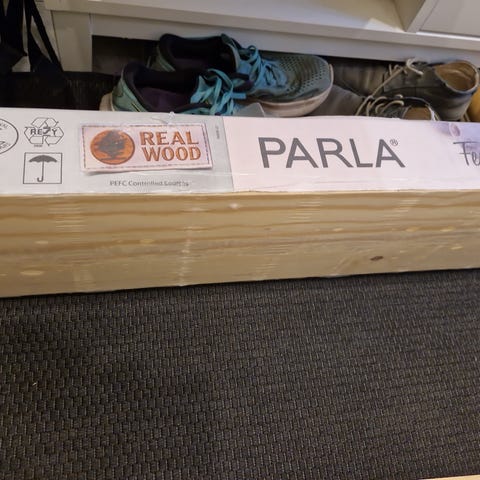 REAL
WOOD
PARLA®
PEFC Controlled Sources